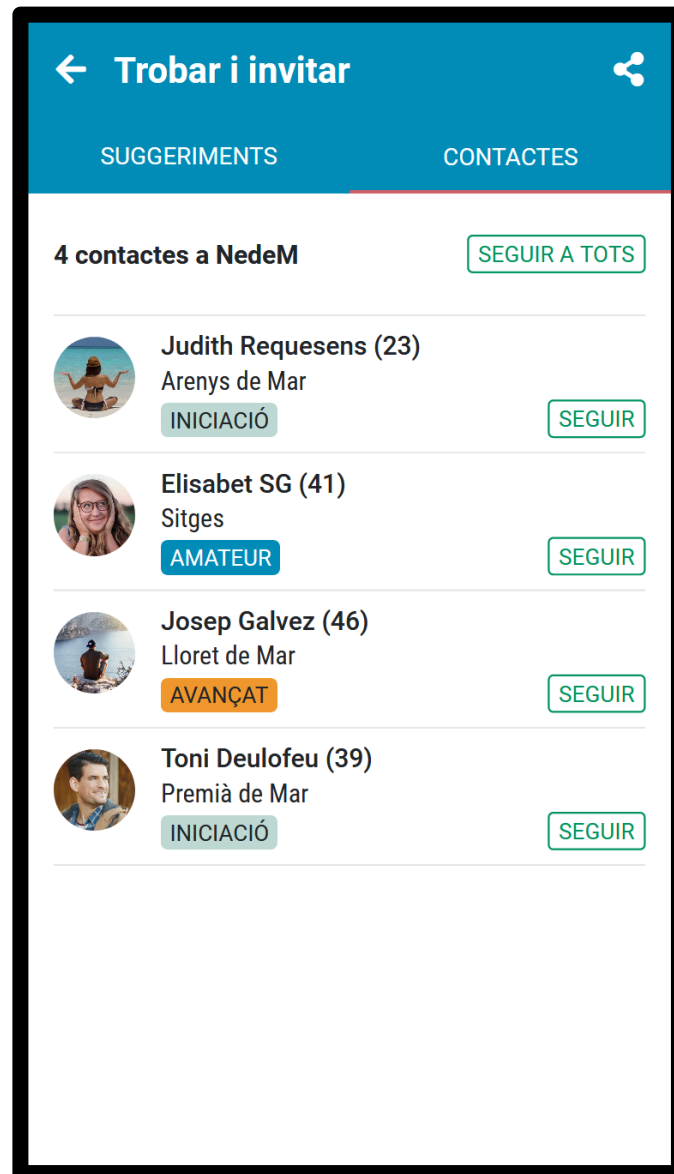 Trobar i invitar
SUGGERIMENTS CONTACTES
4 contactes a NedeM SEGUIR A TOTS
Judith Requesens (23)
Arenys de Mar
INICIACIÓ SEGUIR
Elisabet SG (41)
Sitges
AMATEUR SEGUIR
Josep Galvez (46)
Lloret de Mar
AVANÇAT SEGUIR
Toni Deulofeu (39)
Premià de Mar
INICIACIÓ SEGUIR